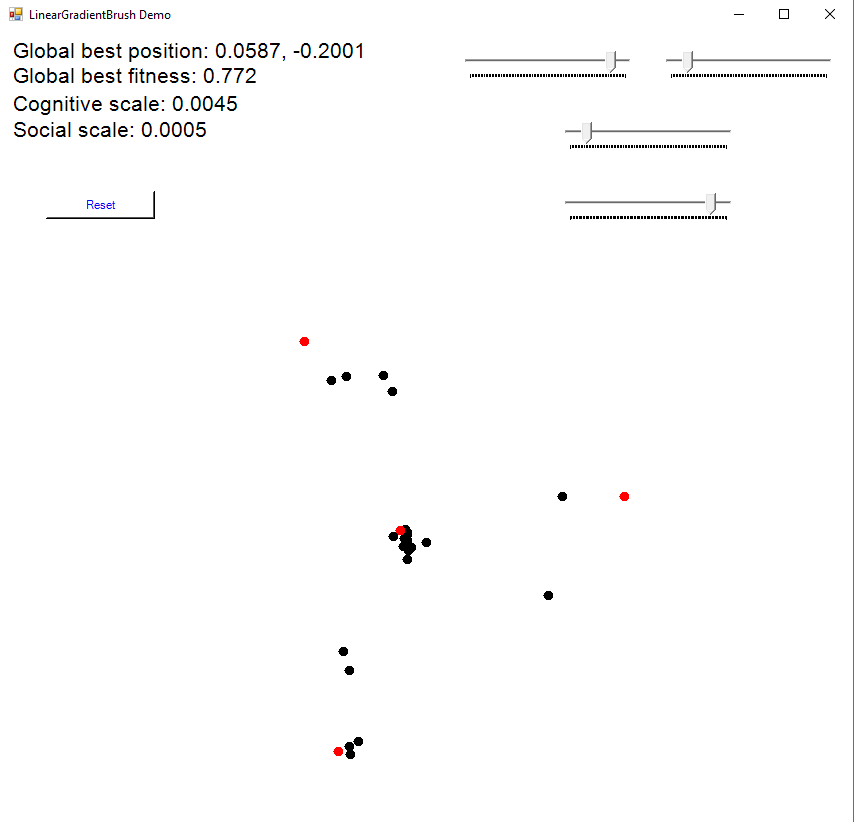 LinearGradientBrush Demo
Global best position: 0.0587, -0.2001
Global best fitness: 0.772
Cognitive scale: 0.0045
Social scale: 0.0005
Reset